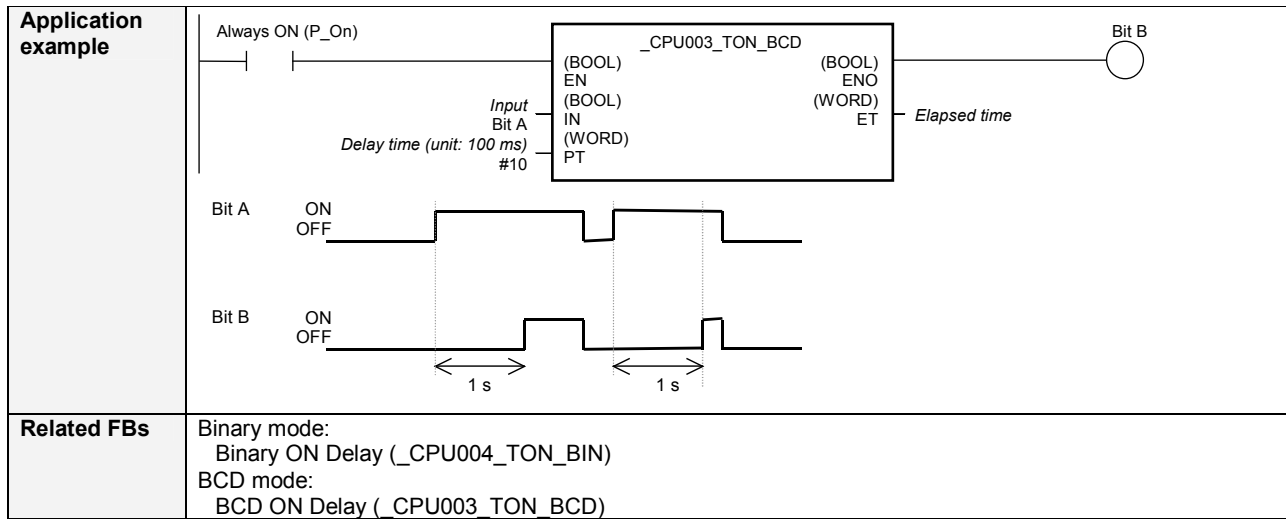 Application
example
Always ON (P_On)
Bit B
_CPU003_TON_BCD
(BOOL)
EN
(BOOL)
ENO
Input
Bit A
(BOOL)
IN
(WORD)
ET
Elapsed time
Delay time (unit: 100 ms)
#10
(WORD)
PT
Bit A
ON
OFF
Bit B
ON
OFF
1 s
1 s
Related FBs
Binary mode:
Binary ON Delay (_CPU004_TON_BIN)
BCD mode:
BCD ON Delay (_CPU003_TON_BCD)